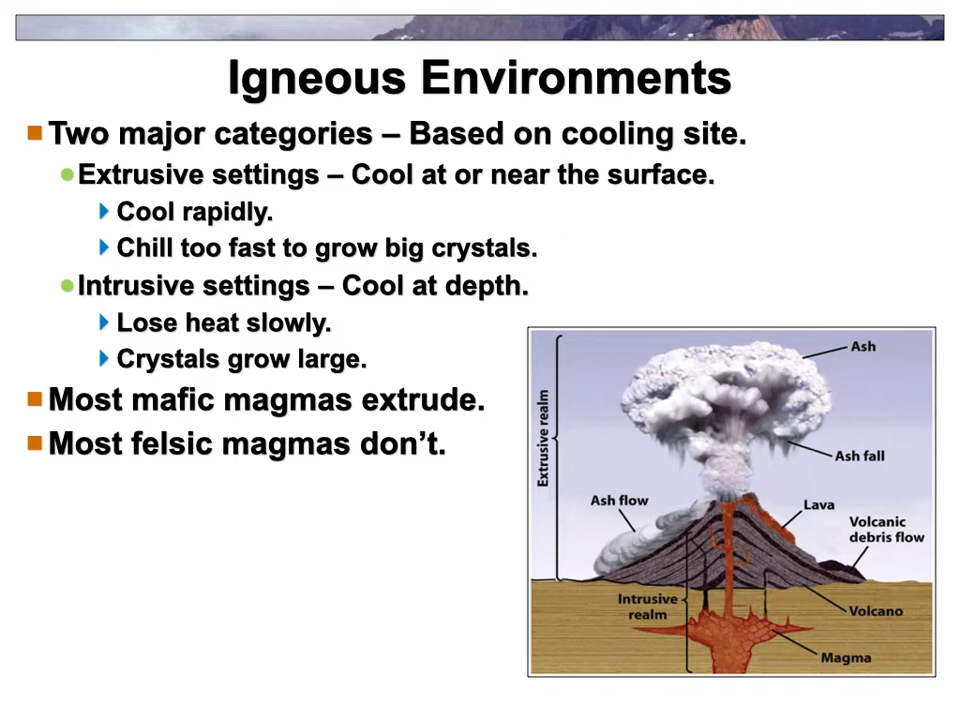 Igneous Environments
Two major categories – Based on cooling site.
Extrusive settings – Cool at or near the surface.
Cool rapidly.
Chill too fast to grow big crystals.
Intrusive settings – Cool at depth.
Lose heat slowly.
Crystals grow large.
Most mafic magmas extrude.
Most felsic magmas don’t.
Extrusive realm
Ash
Ash fall
Ash flow
Lava
Volcanic
debris flow
Intrusive
realm
Volcano
Magma